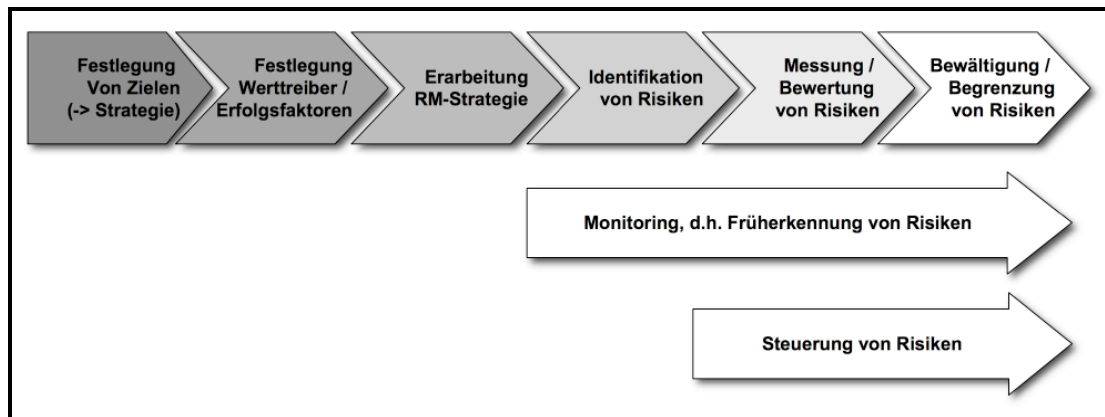 Festlegung
Von Zielen
(-> Strategie)
Festlegung
Werttreiber /
Erfolgsfaktoren
Erarbeitung
RM-Strategie
Identifikation
von Risiken
Messung /
Bewertung
von Risiken
Bewältigung /
Begrenzung
von Risiken
Monitoring, d.h. Früherkennung von Risiken
Steuerung von Risiken